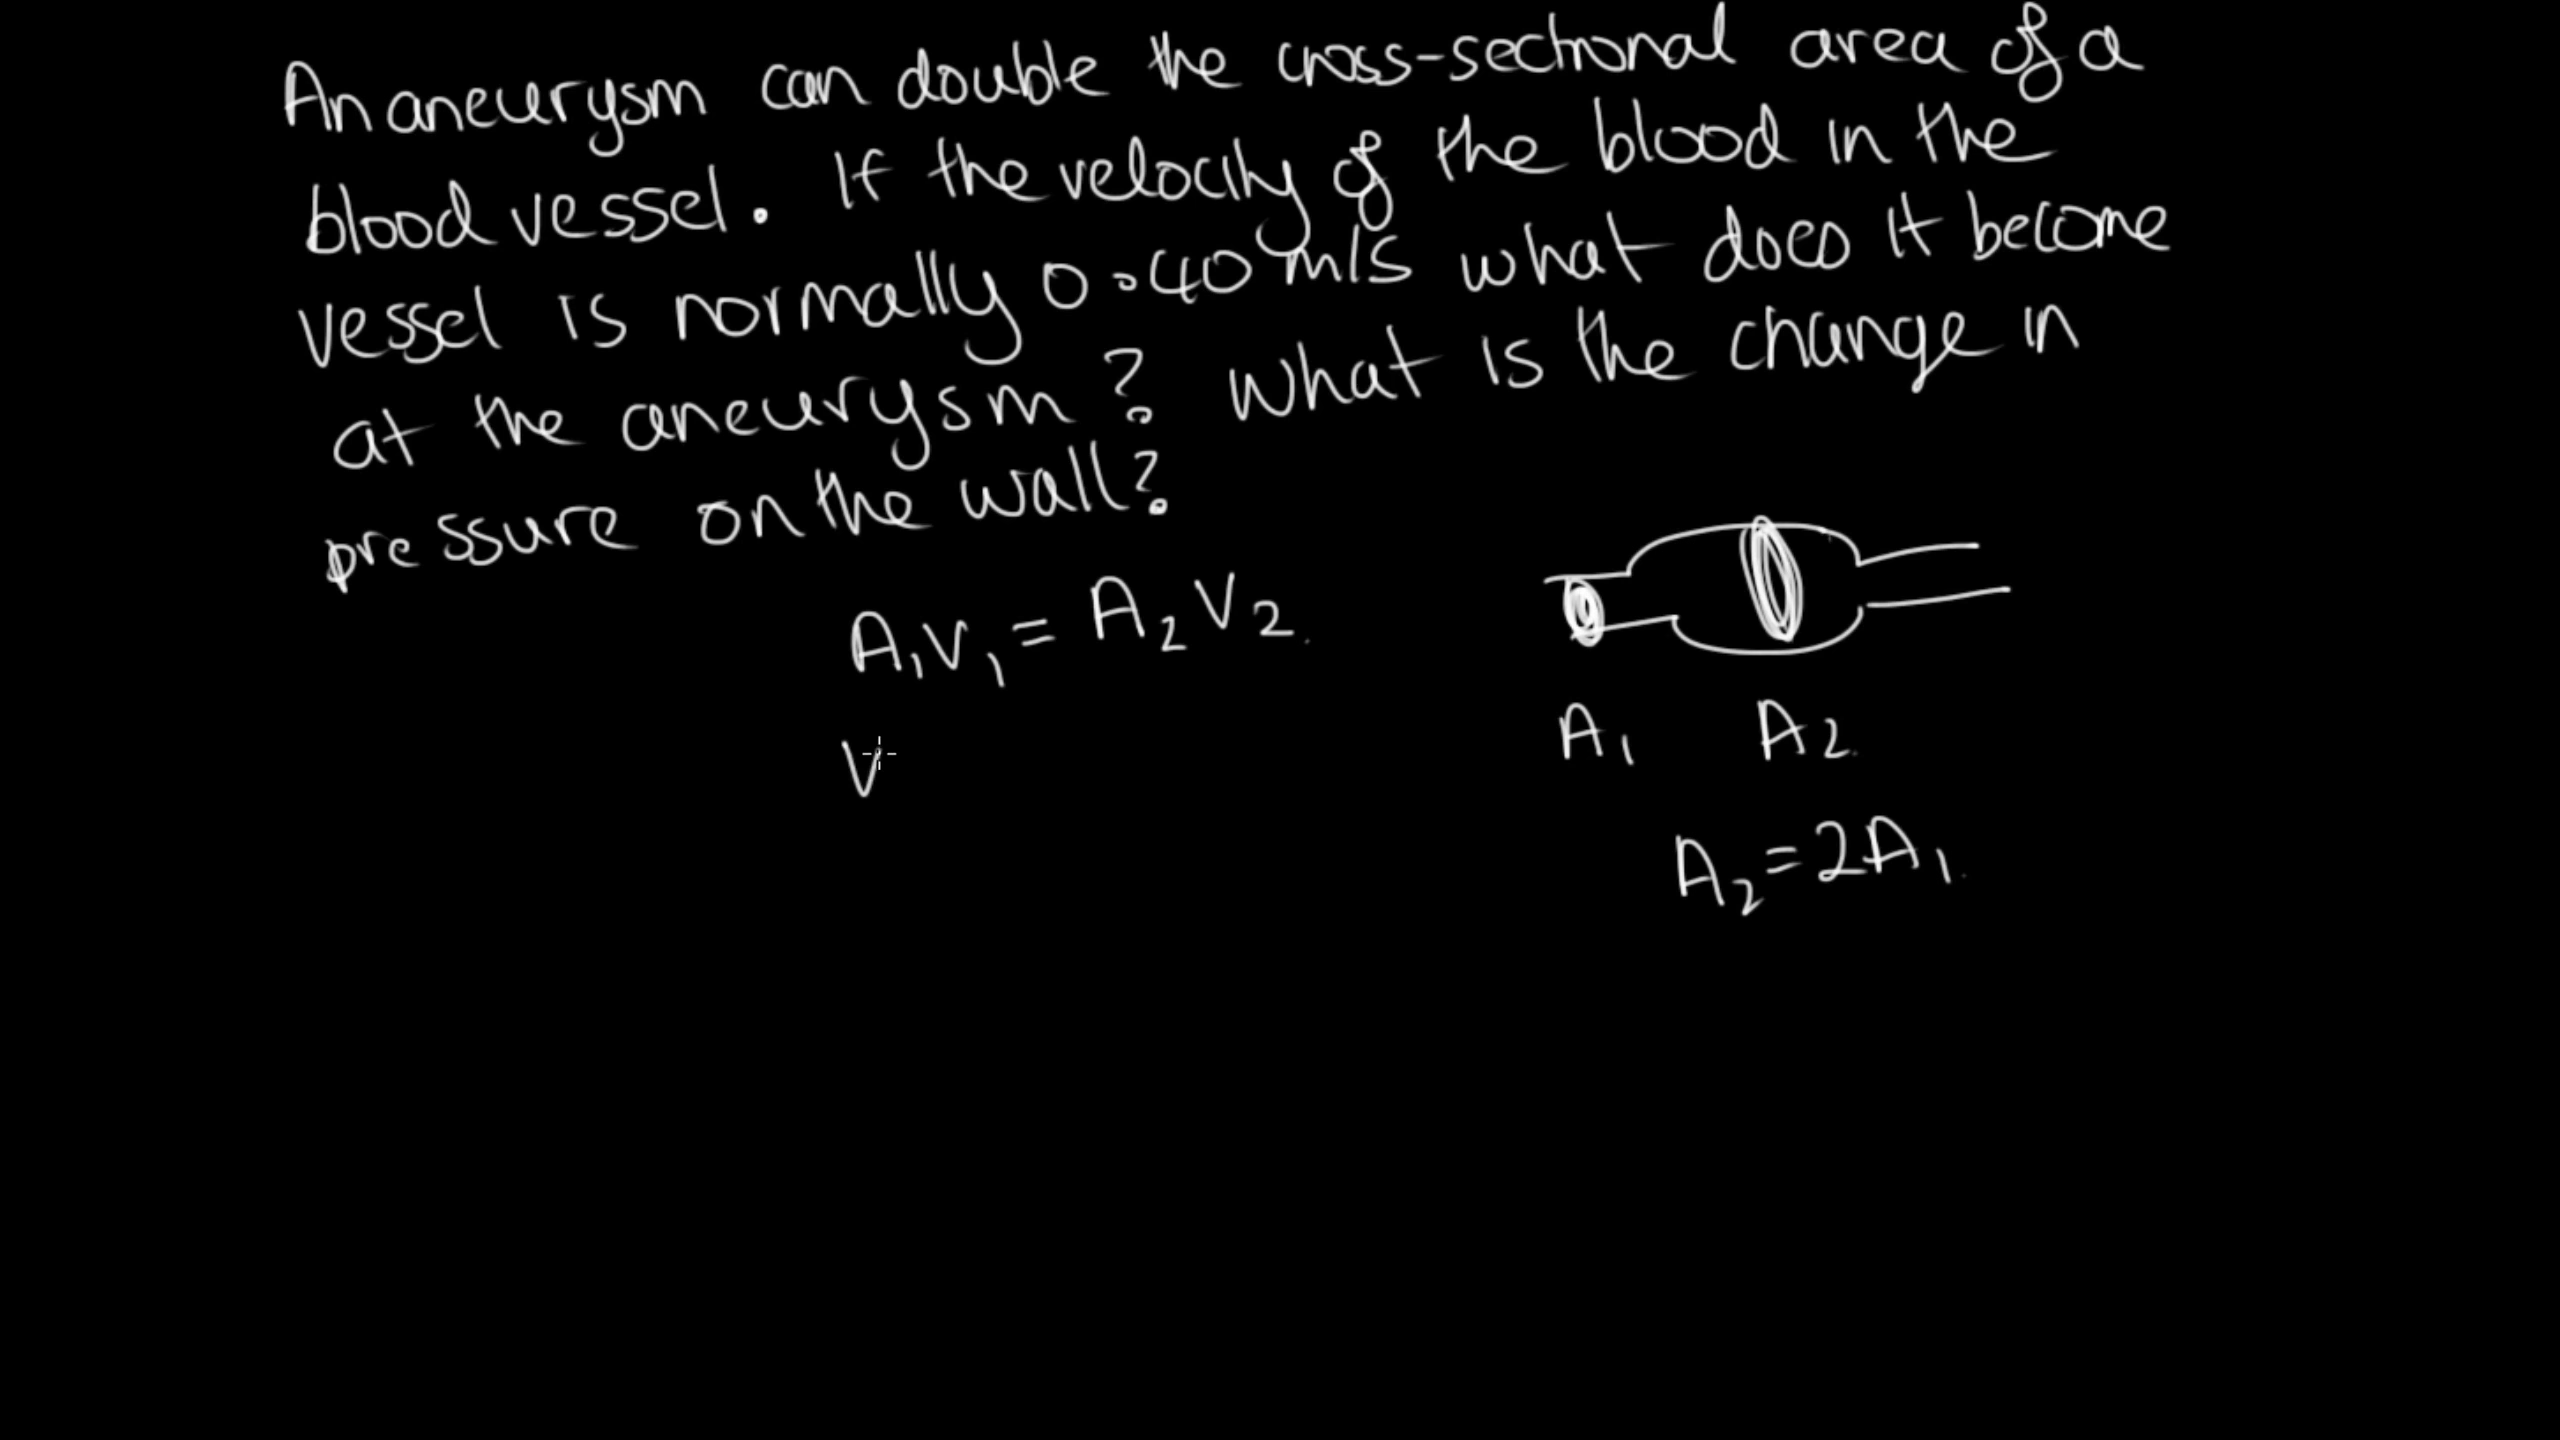 An aneurysm can double the cross-sectional area of a
blood vessel. If the velocity of the blood in the
vessel is normally 0.40 m/s what does it become
at the aneurysm? What is the change in
pressure on the wall?
A₁V₁ = A₂V₂.
V
A₁ A₂.
A₂ = 2A₁.